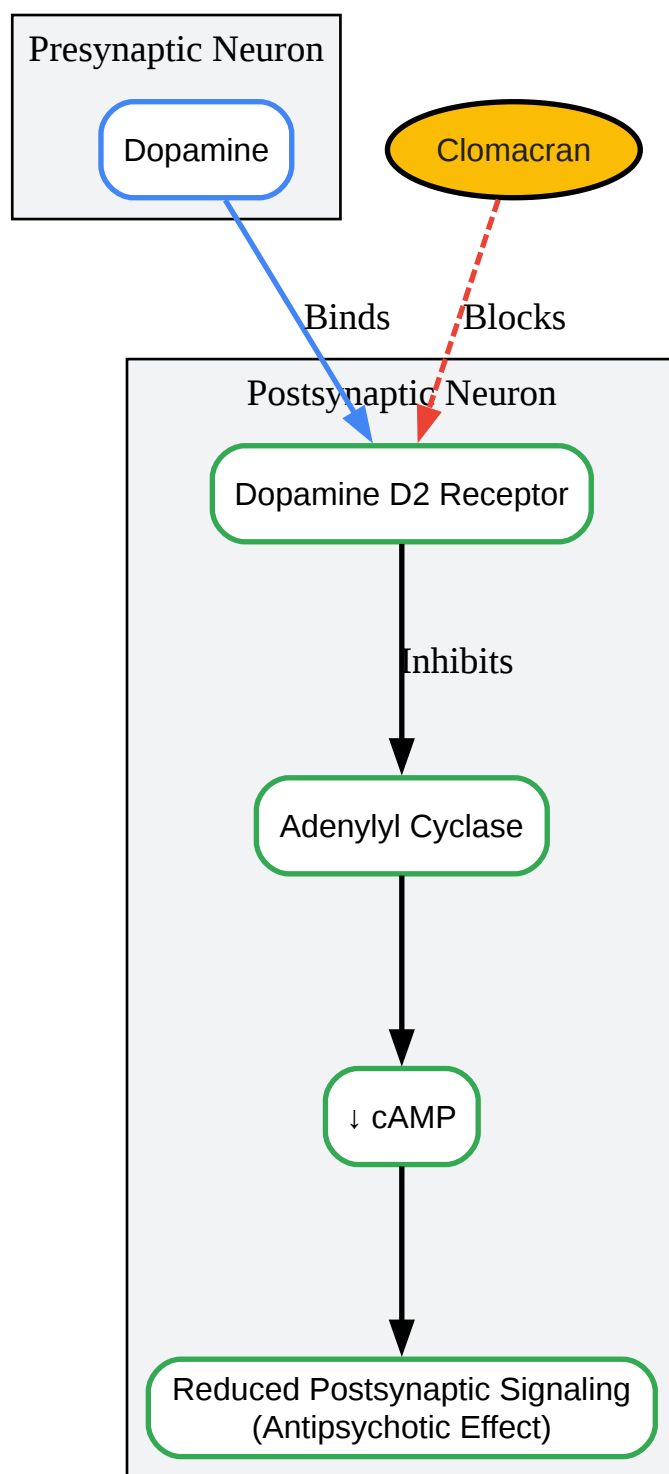 Presynaptic Neuron
Dopamine
Clomacran
Binds
Blocks
Postsynaptic Neuron
Dopamine D2 Receptor
Inhibits
Adenylyl Cyclase
↓ cAMP
Reduced Postsynaptic Signaling
(Antipsychotic Effect)